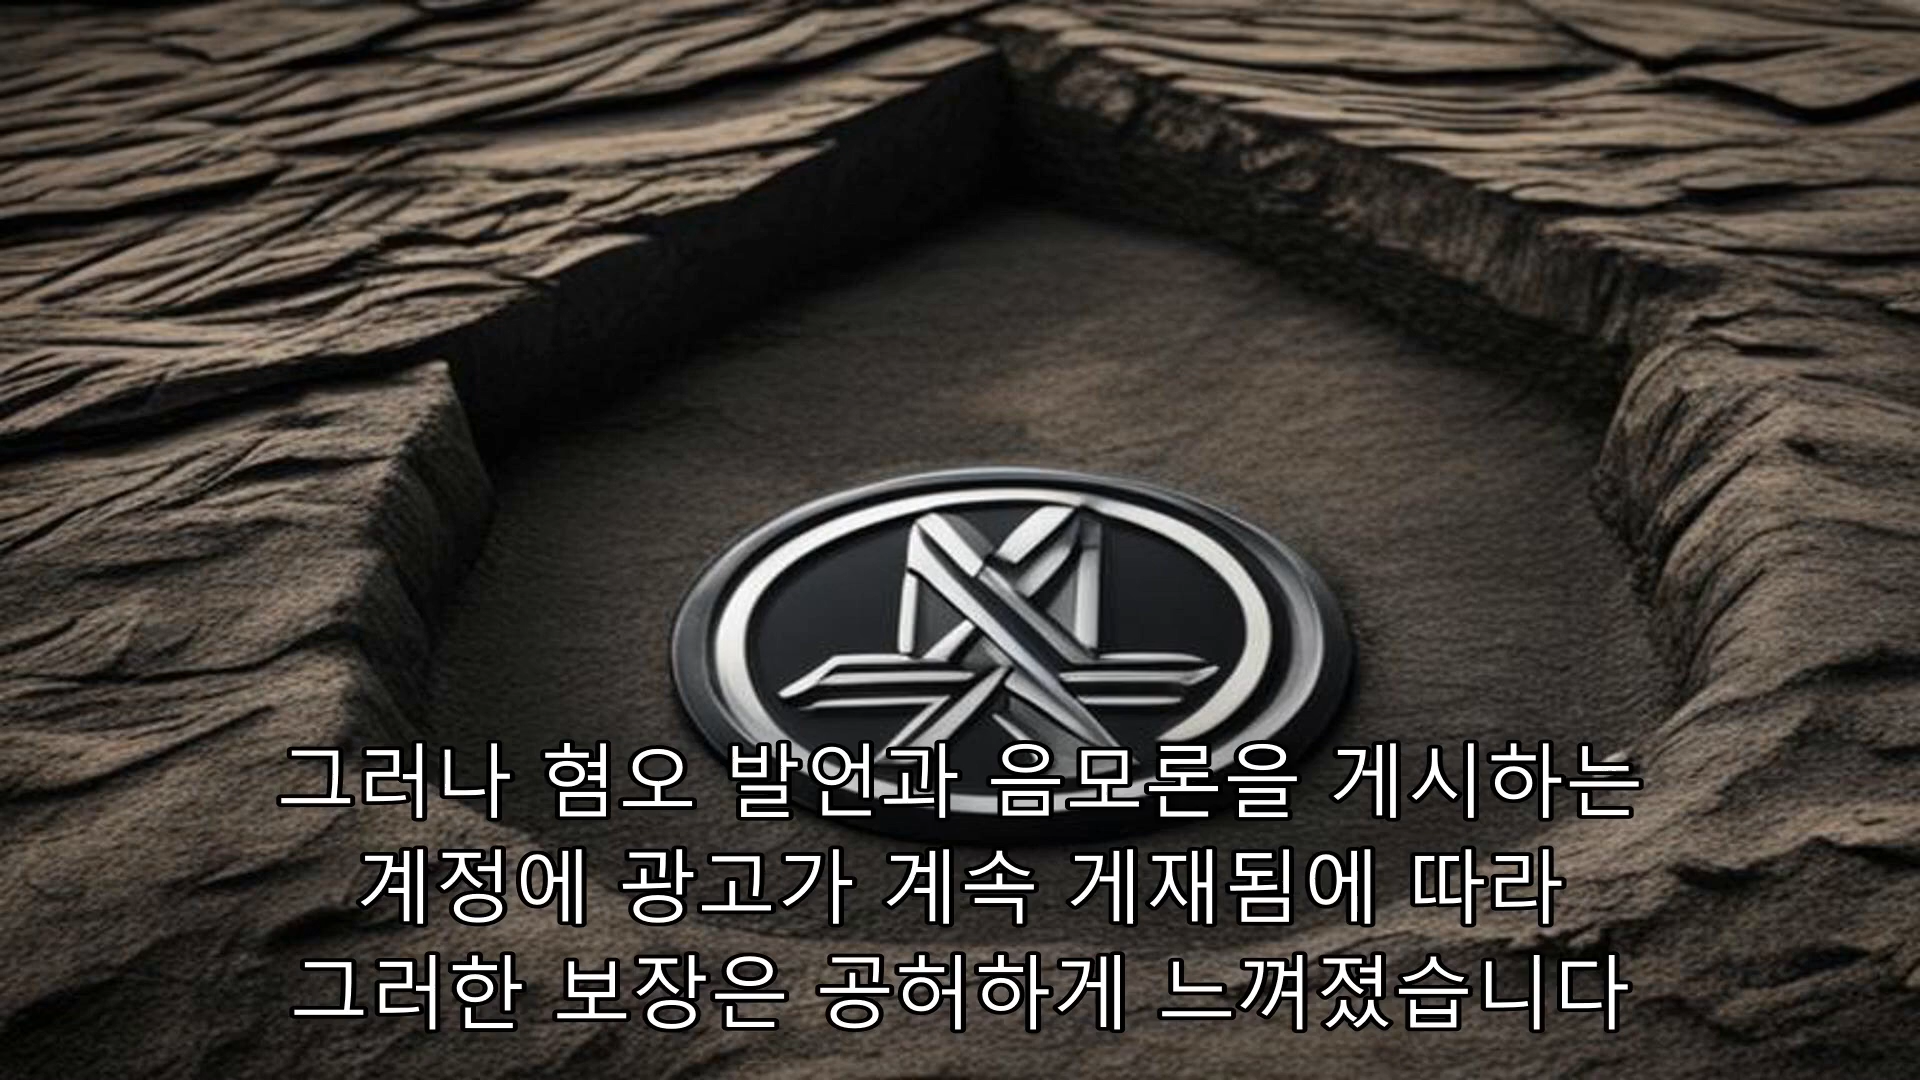 그러나 혐오 발언과 음모론을 게시하는
계정에 광고가 계속 게재됨에 따라
그러한 보장은 공허하게 느껴졌습니다